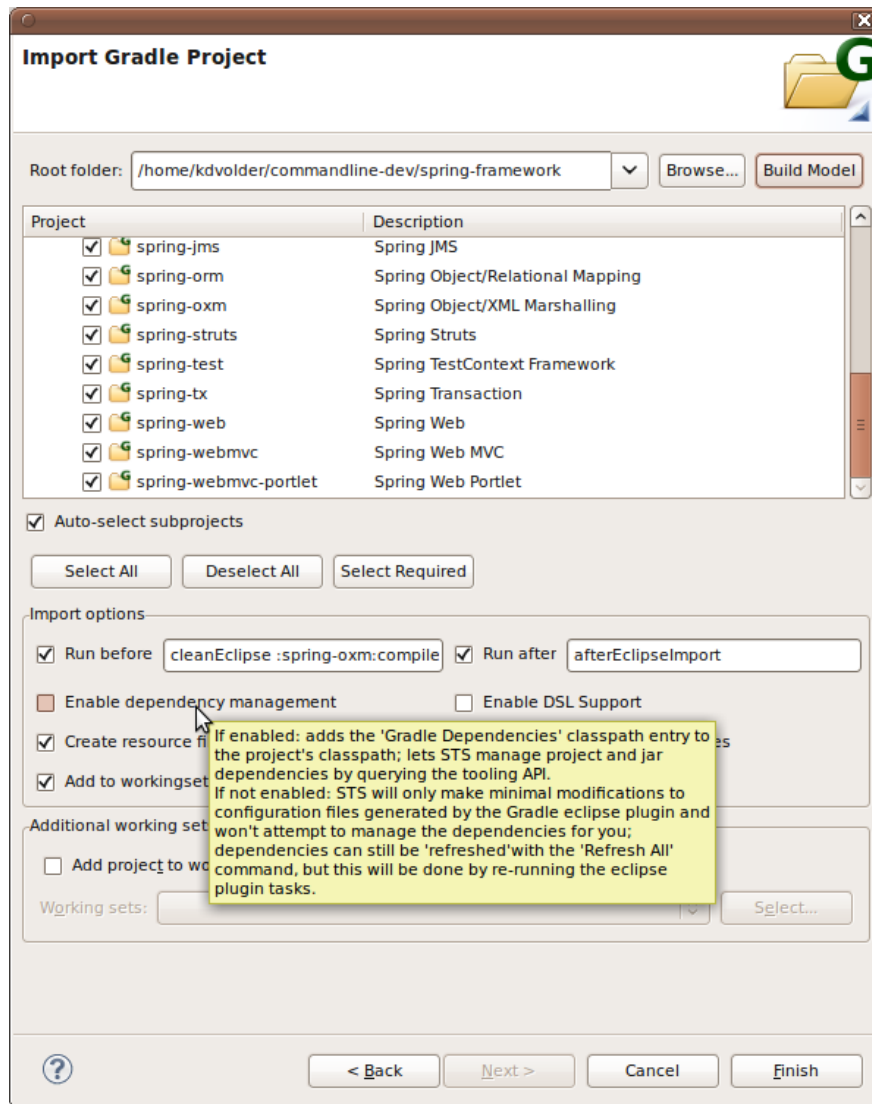 Import Gradle Project
G
Root folder: /home/kdvolder/commandline-dev/spring-framework Browse... Build Model
Project Description
spring-jms Spring JMS
spring-orm Spring Object/Relational Mapping
spring-oxm Spring Object/XML Marshalling
spring-struts Spring Struts
spring-test Spring TestContext Framework
spring-tx Spring Transaction
spring-web Spring Web
spring-webmvc Spring Web MVC
spring-webmvc-portlet Spring Web Portlet
Auto-select subprojects
Select All Deselect All Select Required
Import options
Run before cleanEclipse :spring-oxm:compile Run after afterEclipseImport
Enable dependency management Enable DSL Support
Create resource
Add to workingset
If enabled: adds the 'Gradle Dependencies' classpath entry to
the project's classpath; lets STS manage project and jar
dependencies by querying the tooling API.
If not enabled: STS will only make minimal modifications to
configuration files generated by the Gradle eclipse plugin and
won't attempt to manage the dependencies for you;
dependencies can still be 'refreshed'with the 'Refresh All'
command, but this will be done by re-running the eclipse
plugin tasks.
Additional working set
Add project to
Working sets: Select...
< Back Next > Cancel Finish